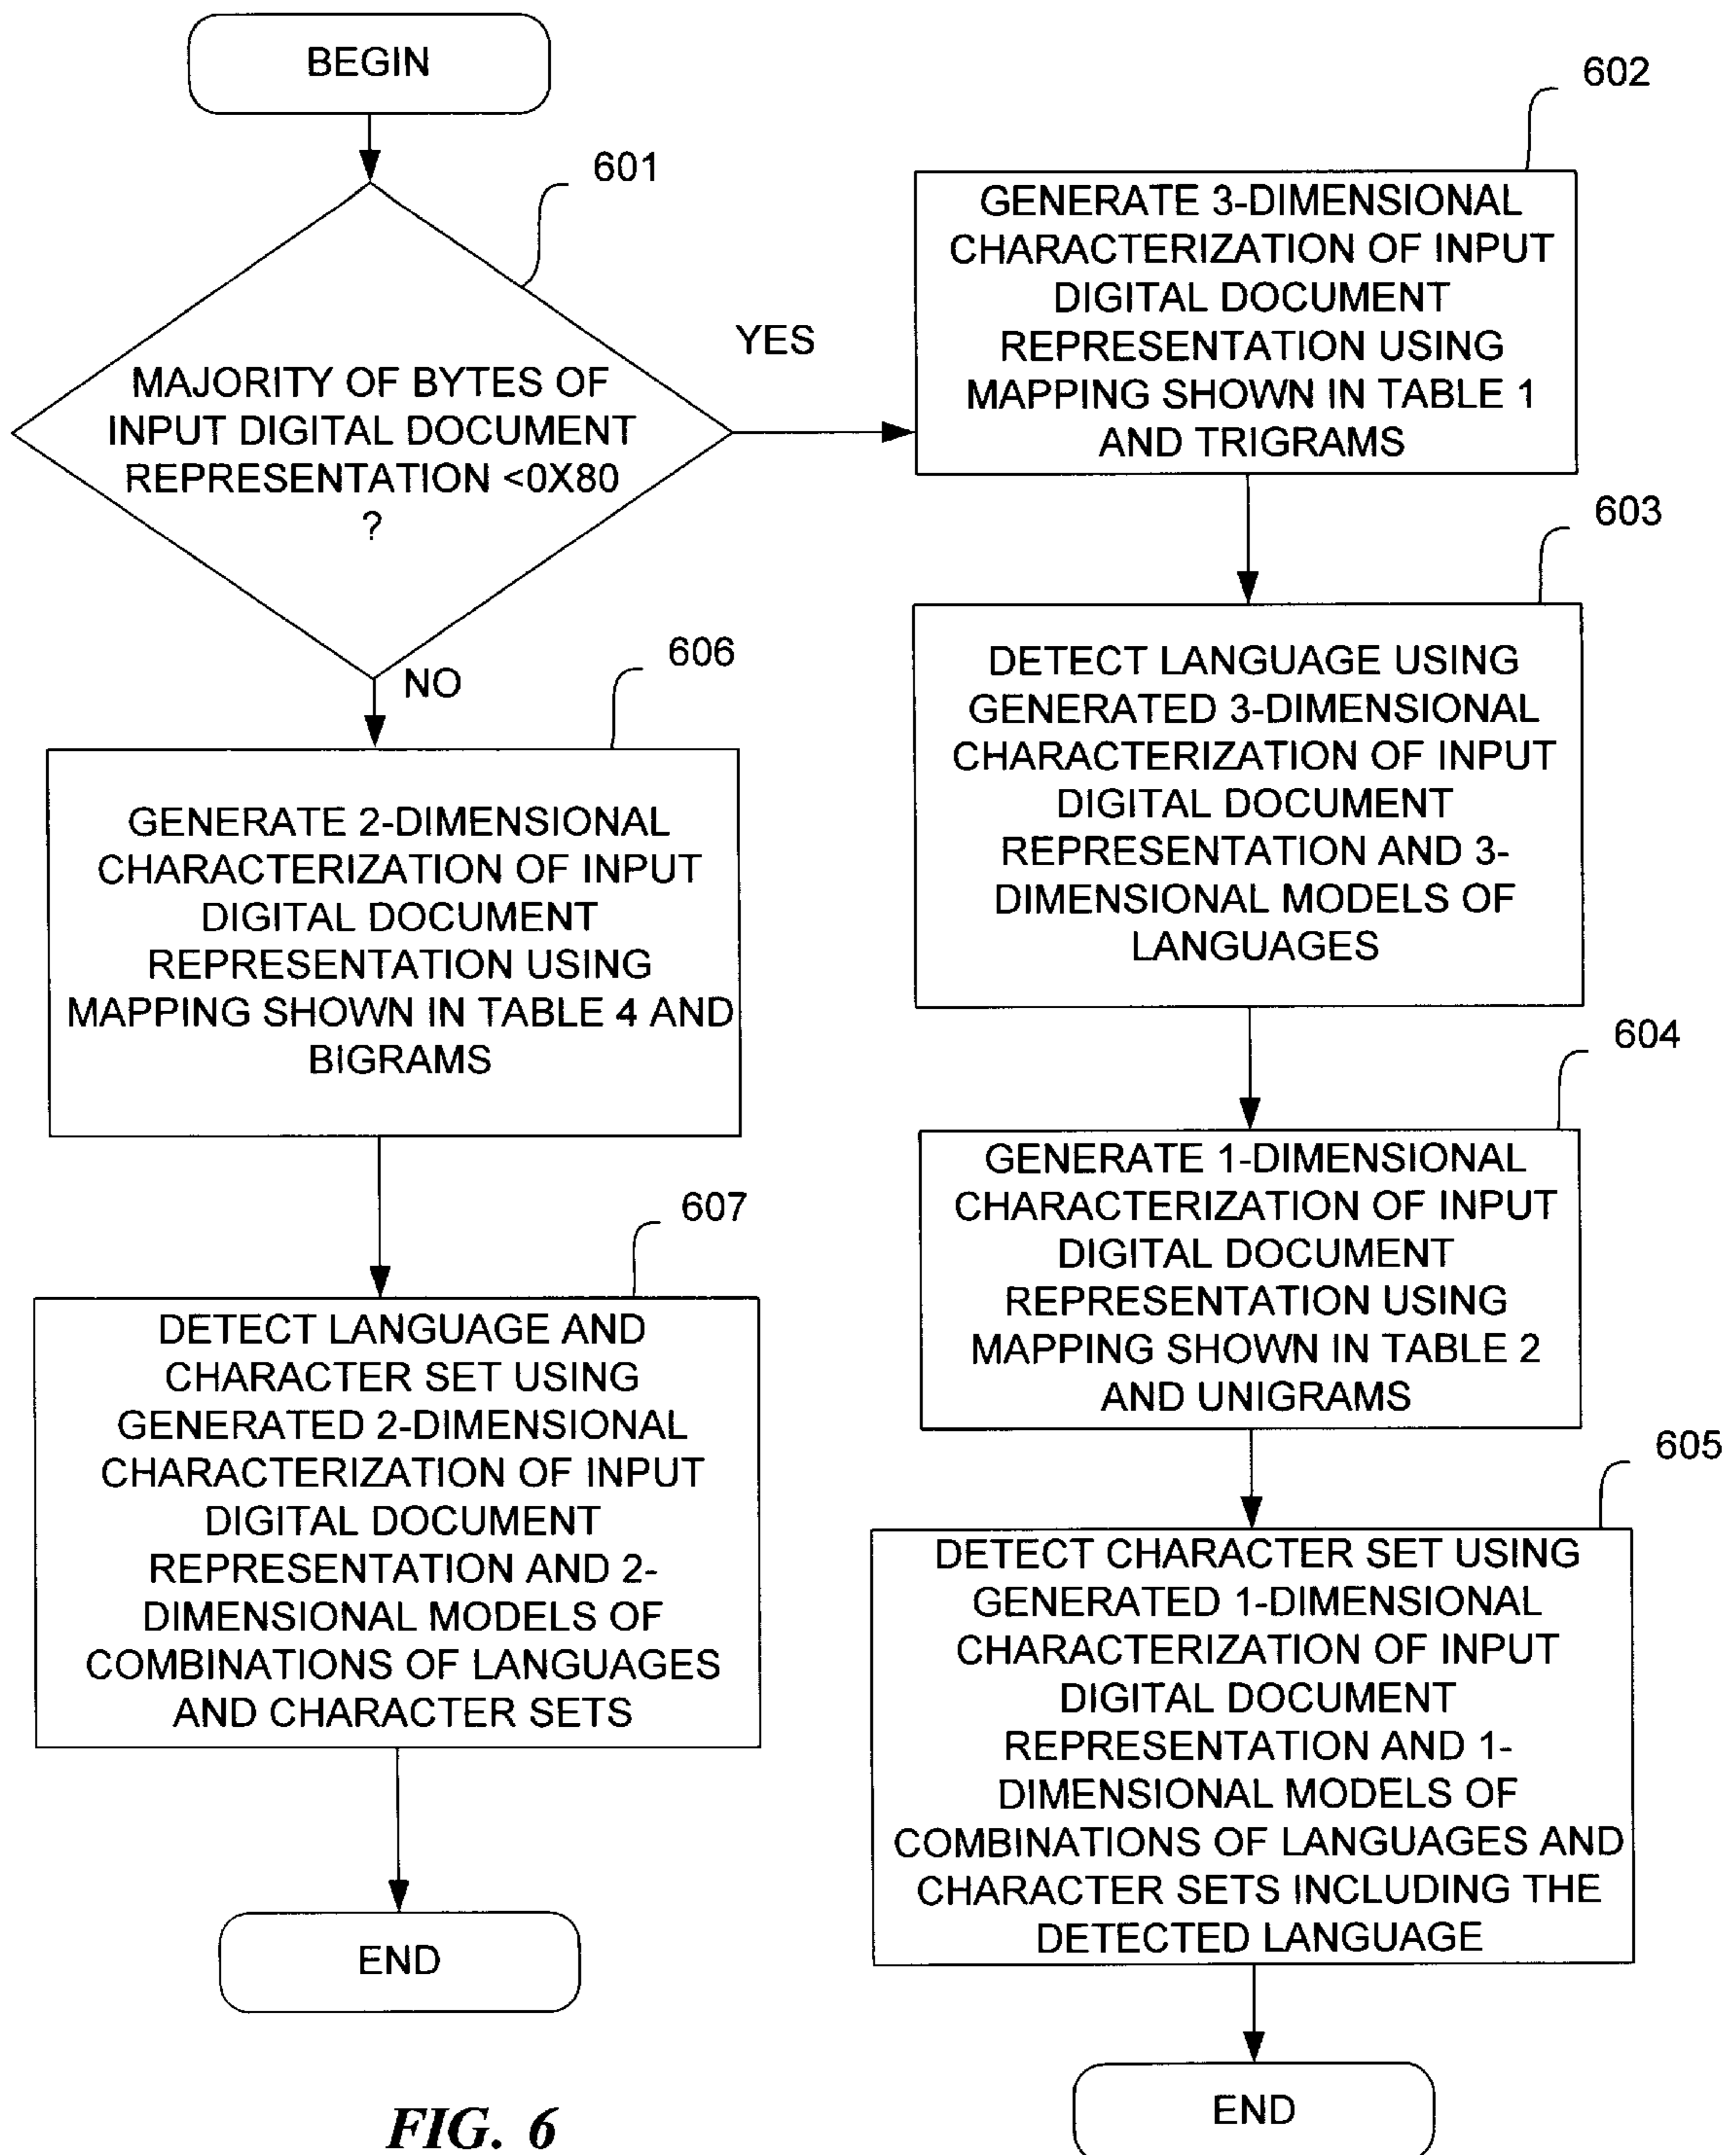 BEGIN
601
MAJORITY OF BYTES OF
INPUT DIGITAL DOCUMENT
REPRESENTATION <0X80
?
YES
NO
602
GENERATE 3-DIMENSIONAL
CHARACTERIZATION OF INPUT
DIGITAL DOCUMENT
REPRESENTATION USING
MAPPING SHOWN IN TABLE 1
AND TRIGRAMS
603
DETECT LANGUAGE USING
GENERATED 3-DIMENSIONAL
CHARACTERIZATION OF INPUT
DIGITAL DOCUMENT
REPRESENTATION AND 3-
DIMENSIONAL MODELS OF
LANGUAGES
604
GENERATE 1-DIMENSIONAL
CHARACTERIZATION OF INPUT
DIGITAL DOCUMENT
REPRESENTATION USING
MAPPING SHOWN IN TABLE 2
AND UNIGRAMS
605
DETECT CHARACTER SET USING
GENERATED 1-DIMENSIONAL
CHARACTERIZATION OF INPUT
DIGITAL DOCUMENT
REPRESENTATION AND 1-
DIMENSIONAL MODELS OF
COMBINATIONS OF LANGUAGES AND
CHARACTER SETS INCLUDING THE
DETECTED LANGUAGE
END
606
GENERATE 2-DIMENSIONAL
CHARACTERIZATION OF INPUT
DIGITAL DOCUMENT
REPRESENTATION USING
MAPPING SHOWN IN TABLE 4 AND
BIGRAMS
607
DETECT LANGUAGE AND
CHARACTER SET USING
GENERATED 2-DIMENSIONAL
CHARACTERIZATION OF INPUT
DIGITAL DOCUMENT
REPRESENTATION AND 2-
DIMENSIONAL MODELS OF
COMBINATIONS OF LANGUAGES
AND CHARACTER SETS
END
FIG. 6